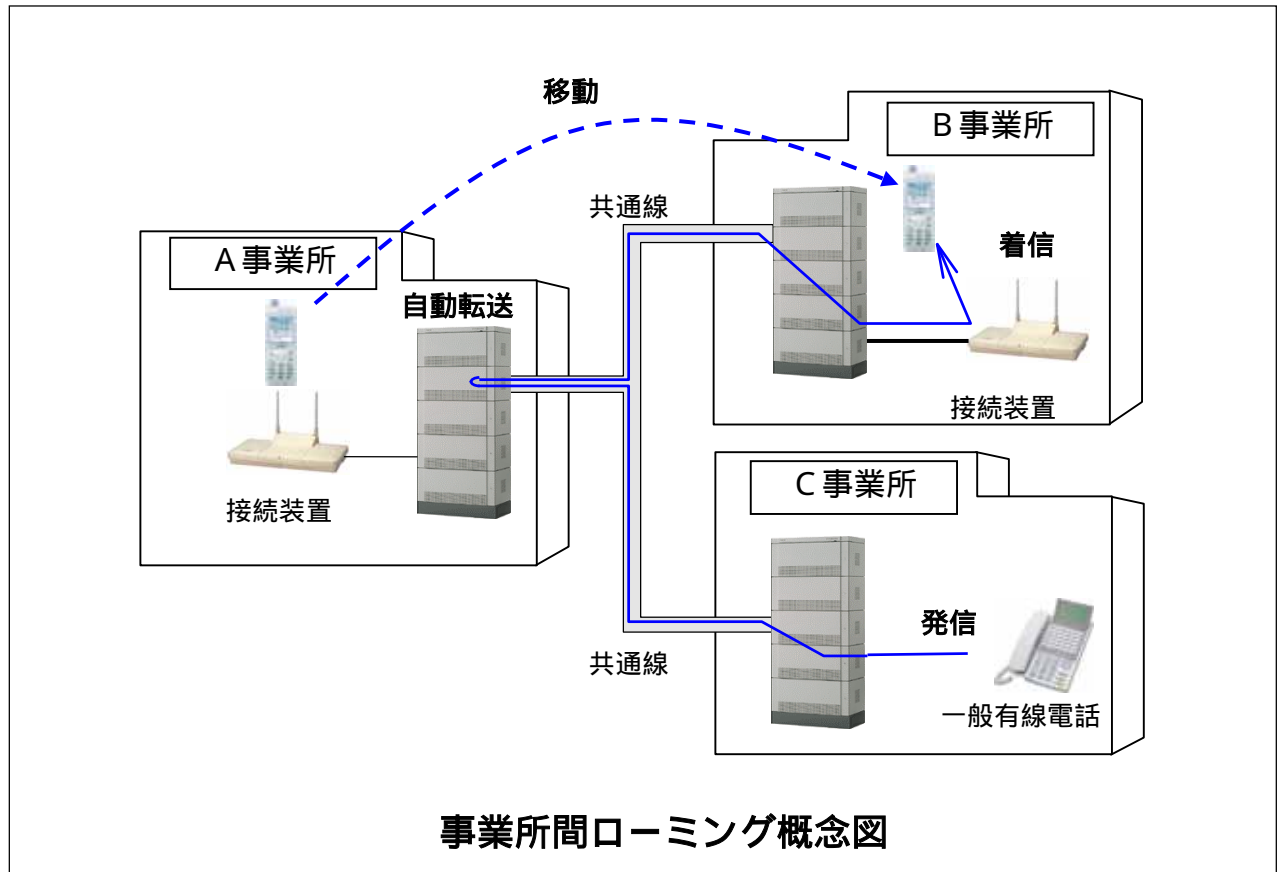 移動
B事業所
共通線
A事業所
着信
自動転送
接続装置
C事業所
接続装置
発信
共通線
一般有線電話
事業所間ローミング概念図